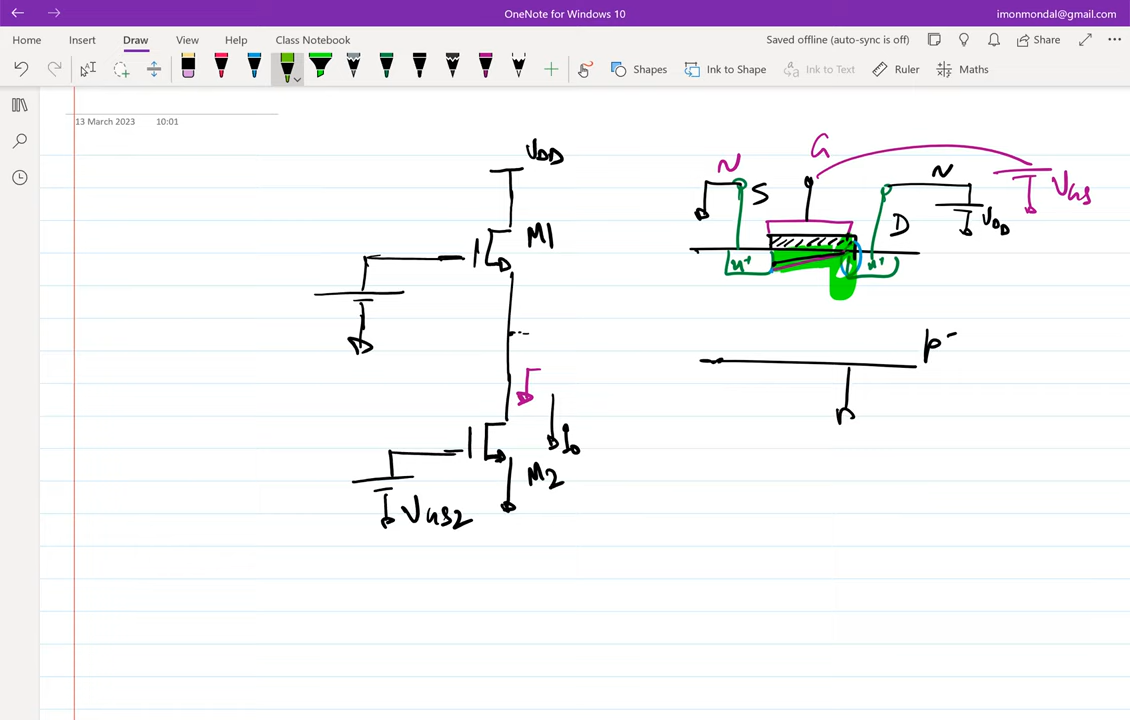 OneNote for Windows 10
imonmondal@gmail.com
Home Insert Draw View Help Class Notebook
Saved offline (auto-sync is off)
Share
Shapes
Ink to Shape
Ink to Text
Ruler
Maths
13 March 2023 10:01
VDD
M1
I0
M2
VGS2
G
N
N
S
D
VGS
VDD
n+
n+
p-